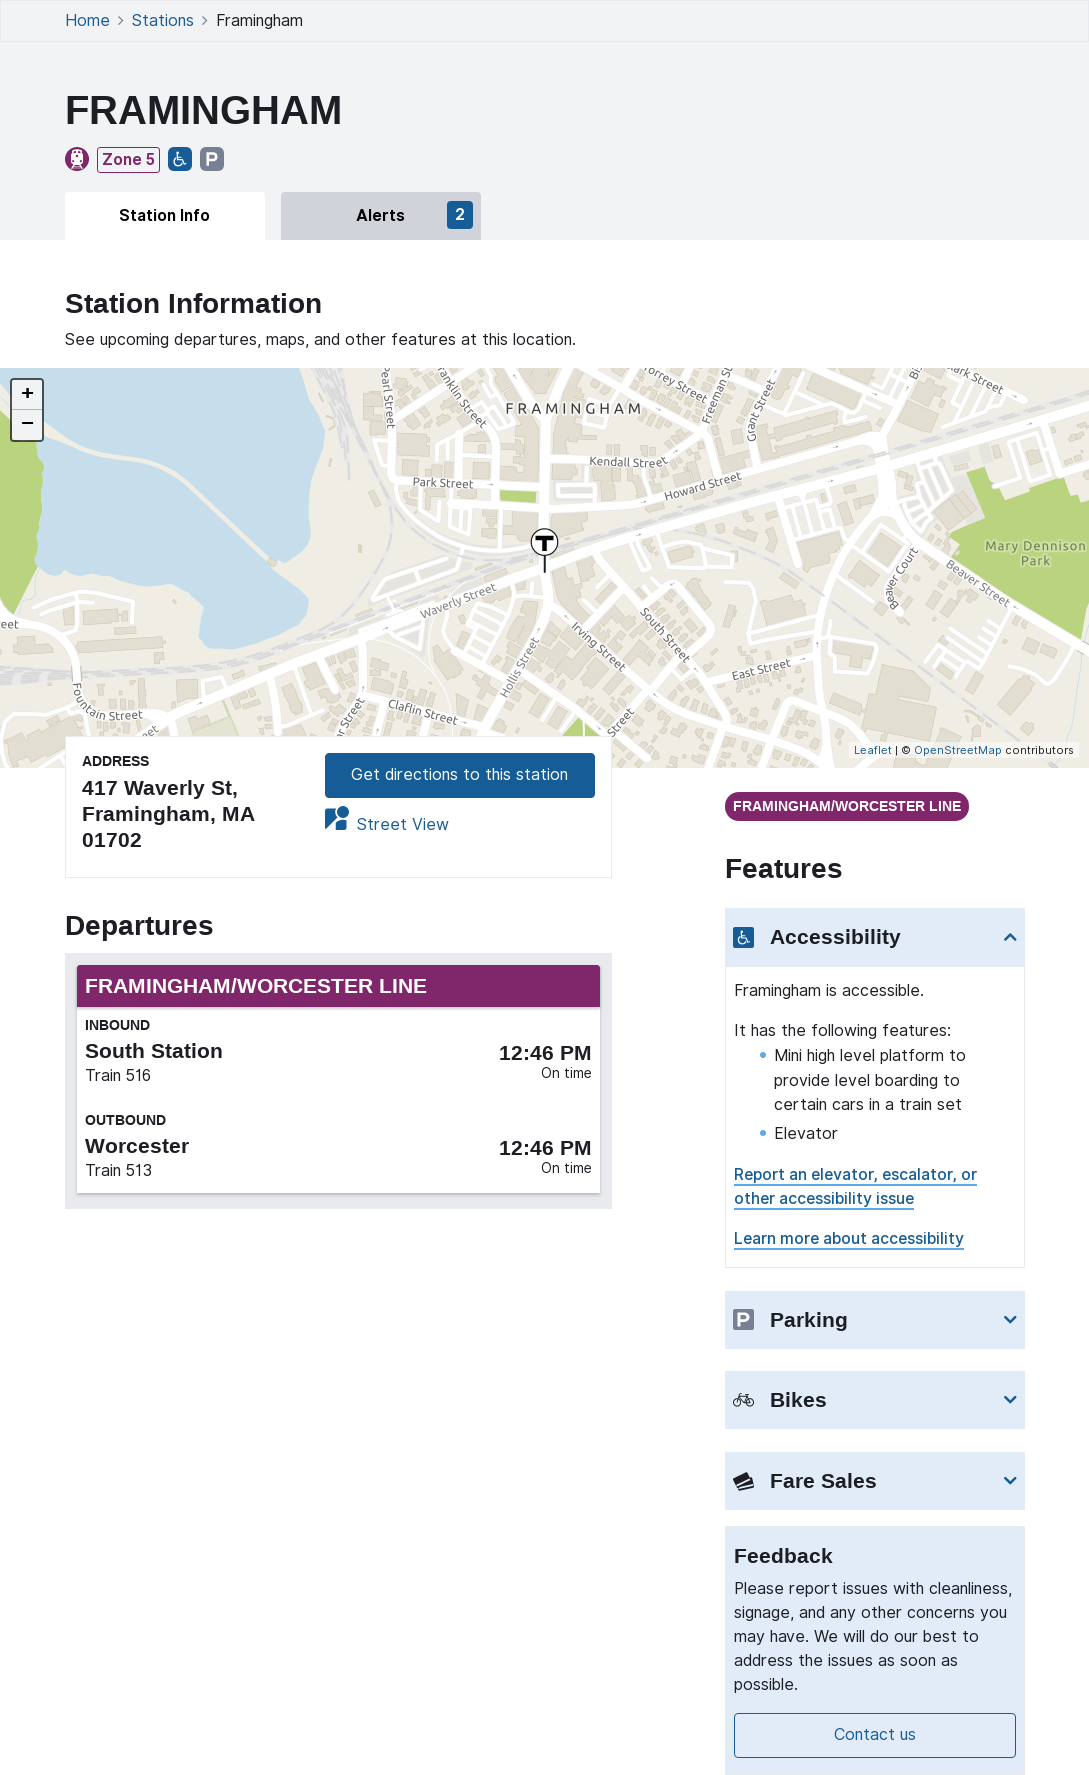 Home
Stations
Framingham
FRAMINGHAM
Zone 5
P
Station Info
Alerts
2
Station Information
See upcoming departures, maps, and other features at this location.
+
−
Pearl Street
Torrey Street
Freeman St
Grant Street
FRAMINGHAM
Kendall Street
Park Street
Howard Street
T
Mary Dennison
Park
Waverly Street
Beaver Court
Beaver Street
Irving Street
South Street
Hollis Street
East Street
Fountain Street
Claflin Street
Leaflet | © OpenStreetMap contributors
ADDRESS
417 Waverly St,
Framingham, MA
01702
Get directions to this station
Street View
FRAMINGHAM/WORCESTER LINE
Departures
FRAMINGHAM/WORCESTER LINE
INBOUND
South Station
12:46 PM
Train 516
On time
OUTBOUND
Worcester
12:46 PM
Train 513
On time
Features
Accessibility
Framingham is accessible.
It has the following features:
Mini high level platform to
provide level boarding to
certain cars in a train set
Elevator
Report an elevator, escalator, or
other accessibility issue
Learn more about accessibility
P
Parking
Bikes
Fare Sales
Feedback
Please report issues with cleanliness,
signage, and any other concerns you
may have. We will do our best to
address the issues as soon as
possible.
Contact us